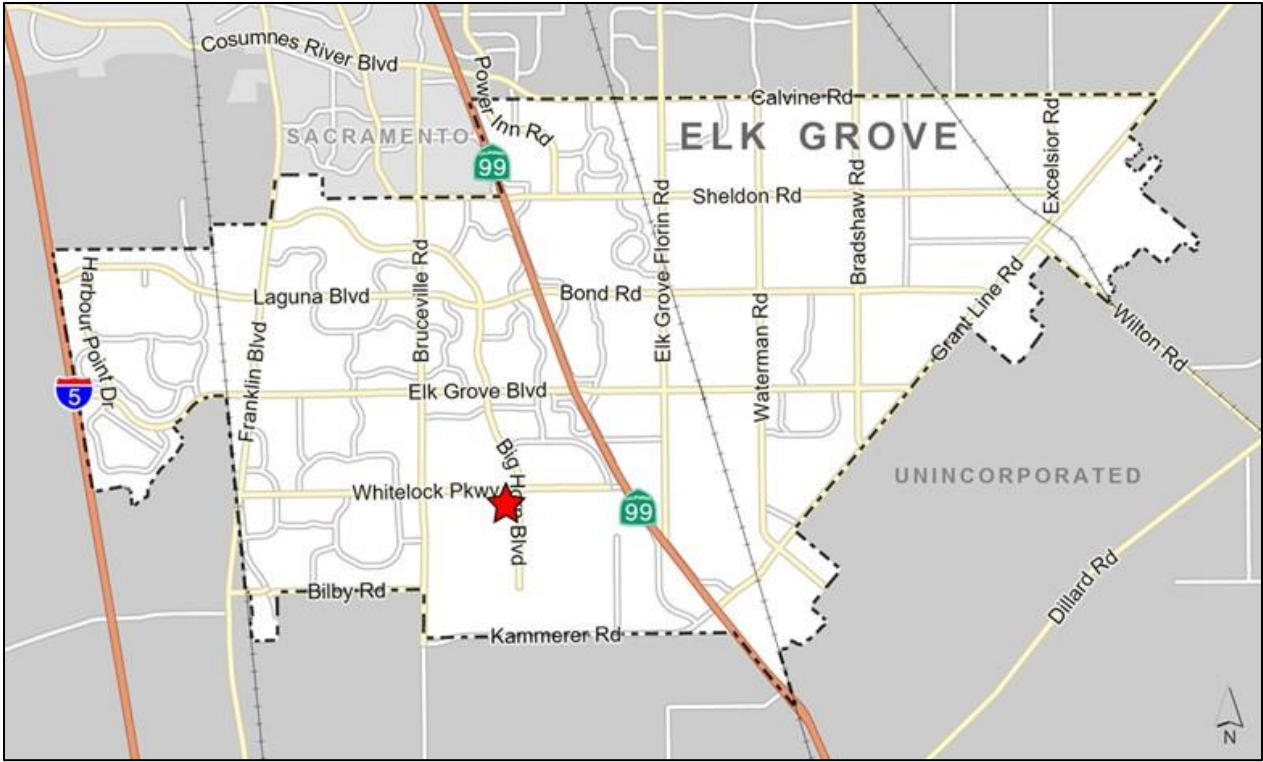 Cosumnes River Blvd
Power Inn Rd
Calvine Rd
SACRAMENTO
99
ELK GROVE
Excelsior Rd
Sheldon Rd
Elk Grove Florin Rd
Bradshaw Rd
Harbour Point Dr
Bruceville Rd
Laguna Blvd
Bond Rd
Grant Line Rd
Wilton Rd
Franklin Blvd
Waterman Rd
5
Elk Grove Blvd
Big Horn Blvd
UNINCORPORATED
Whitelock Pkwy
99
Bilby Rd
Dillard Rd
Kammerer Rd
N